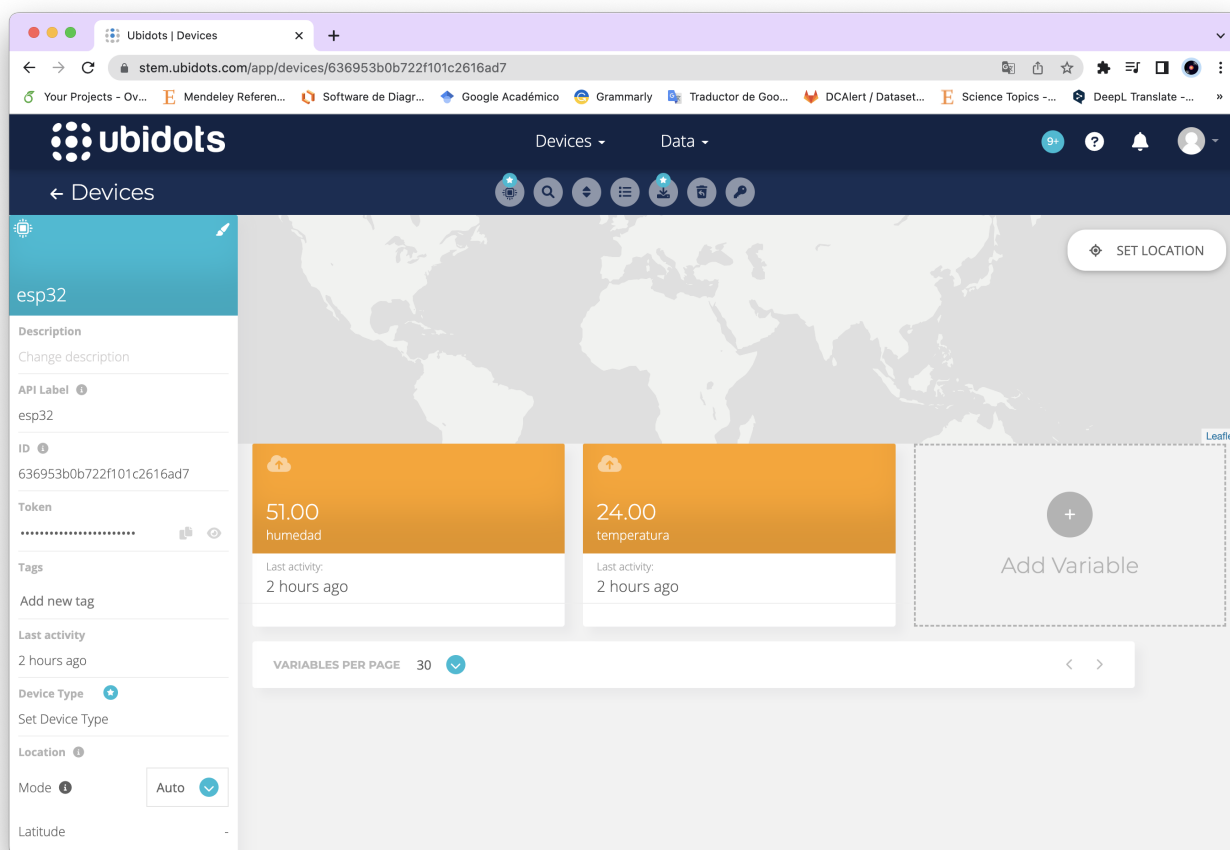 Ubidots | Devices
stem.ubidots.com/app/devices/636953b0b722f101c2616ad7
Your Projects - Ov... Mendeley Referen... Software de Diagr... Google Académico Grammarly Traductor de Goo... DCAlert / Dataset... Science Topics -... DeepL Translate -... »
ubidots Devices Data 9+ ?
← Devices
SET LOCATION
esp32
Description
Change description
API Label
esp32
ID
636953b0b722f101c2616ad7
Token
Tags
Add new tag
Last activity
2 hours ago
Device Type
Set Device Type
Location
Mode Auto
Latitude -
Leafle
51.00
humedad
Last activity:
2 hours ago
24.00
temperatura
Last activity:
2 hours ago
+
Add Variable
VARIABLES PER PAGE 30 < >